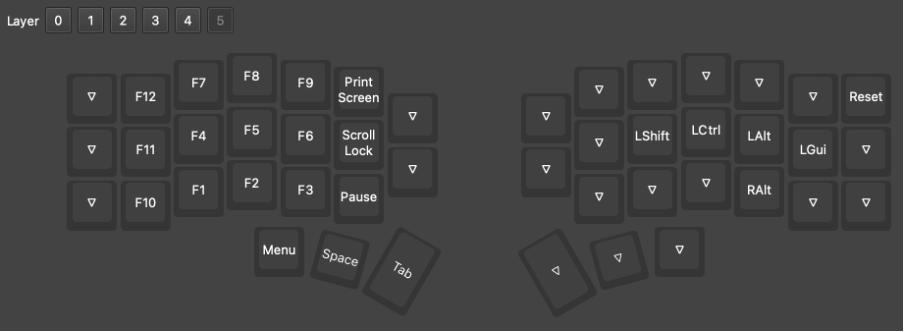 Layer 0 1 2 3 4 5
▽ F12 F7 F8 F9 Print Screen ▽ ▽ ▽ ▽ ▽ ▽ ▽ Reset
▽ F11 F4 F5 F6 Scroll Lock ▽ ▽ ▽ LShift LCtrl LAlt LGui ▽
▽ F10 F1 F2 F3 Pause ▽ ▽ ▽ RAlt ▽ ▽
Menu Space Tab ▽ ▽ ▽